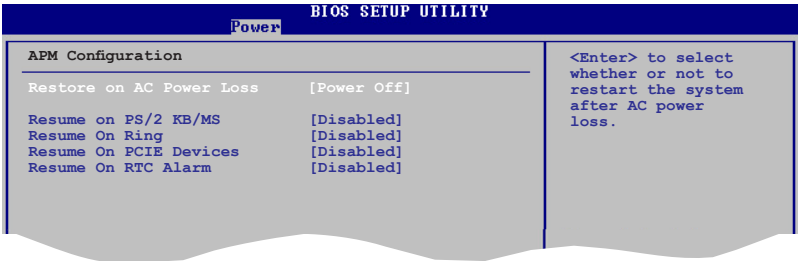 BIOS SETUP UTILITY
Power
APM Configuration
Restore on AC Power Loss [Power Off]
Resume on PS/2 KB/MS [Disabled]
Resume On Ring [Disabled]
Resume On PCIE Devices [Disabled]
Resume On RTC Alarm [Disabled]
<Enter> to select
whether or not to
restart the system
after AC power
loss.